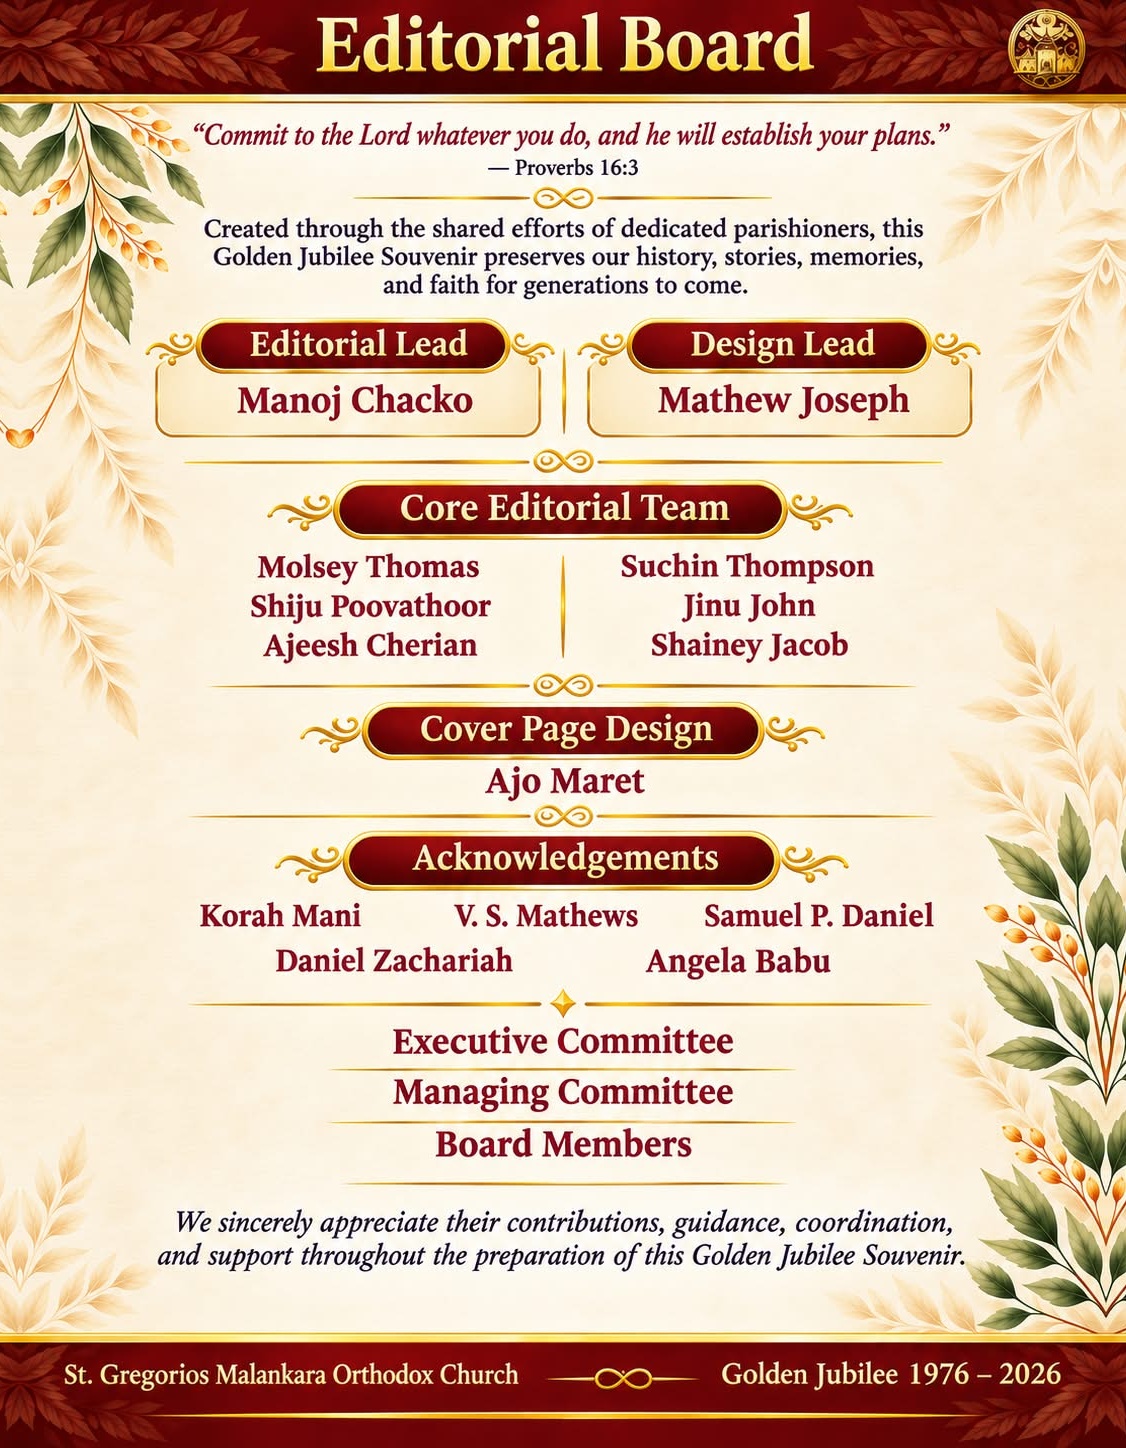 Editorial Board
“Commit to the Lord whatever you do, and he will establish your plans.”
— Proverbs 16:3
Created through the shared efforts of dedicated parishioners, this
Golden Jubilee Souvenir preserves our history, stories, memories,
and faith for generations to come.
Editorial Lead
Manoj Chacko
Design Lead
Mathew Joseph
Core Editorial Team
Molsey Thomas
Shiju Poovathoor
Ajeesh Cherian
Suchin Thompson
Jinu John
Shainey Jacob
Cover Page Design
Ajo Maret
Acknowledgements
Korah Mani V. S. Mathews Samuel P. Daniel
Daniel Zachariah Angela Babu
Executive Committee
Managing Committee
Board Members
We sincerely appreciate their contributions, guidance, coordination,
and support throughout the preparation of this Golden Jubilee Souvenir.
St. Gregorios Malankara Orthodox Church
Golden Jubilee 1976 – 2026